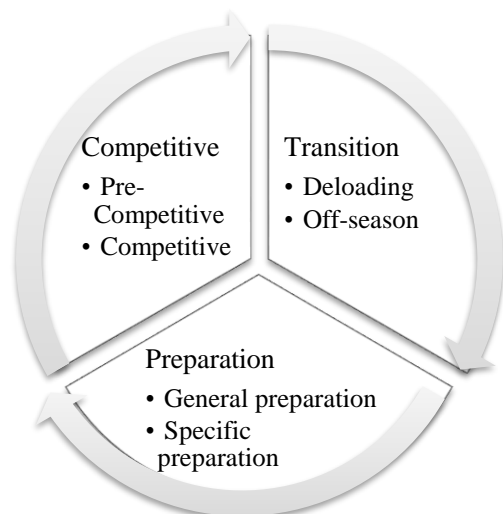 Competitive
• Pre-
Competitive
• Competitive
Transition
• Deloading
• Off-season
Preparation
• General preparation
• Specific
preparation